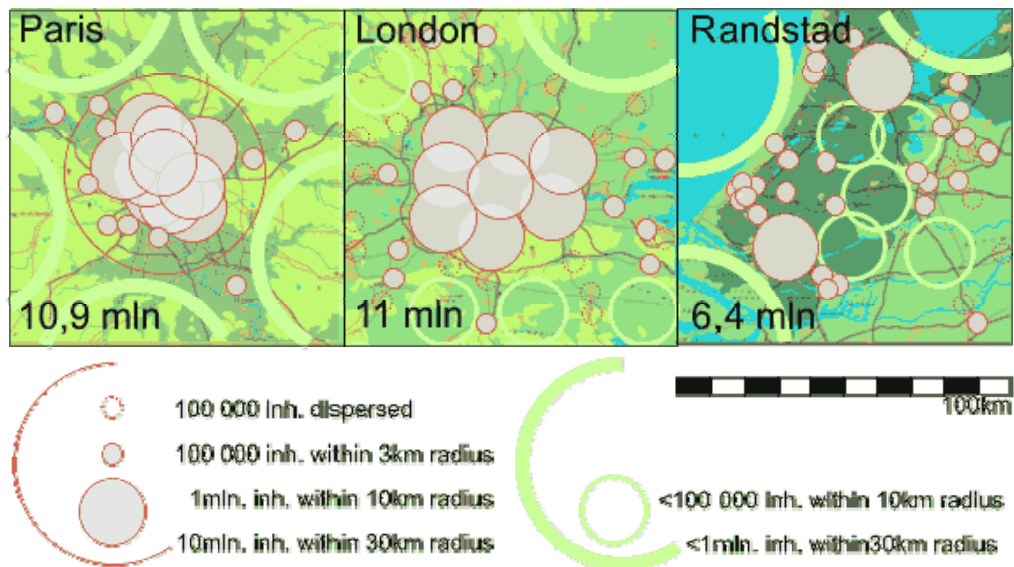 Paris
London
Randstad
10,9 mln
11 mln
6,4 mln
100km
100 000 inh. dispersed
100 000 inh. within 3km radius
1mln. inh. within 10km radius
10mln. inh. within 30km radius
<100 000 inh. within 10km radius
<1mln. inh. within30km radius